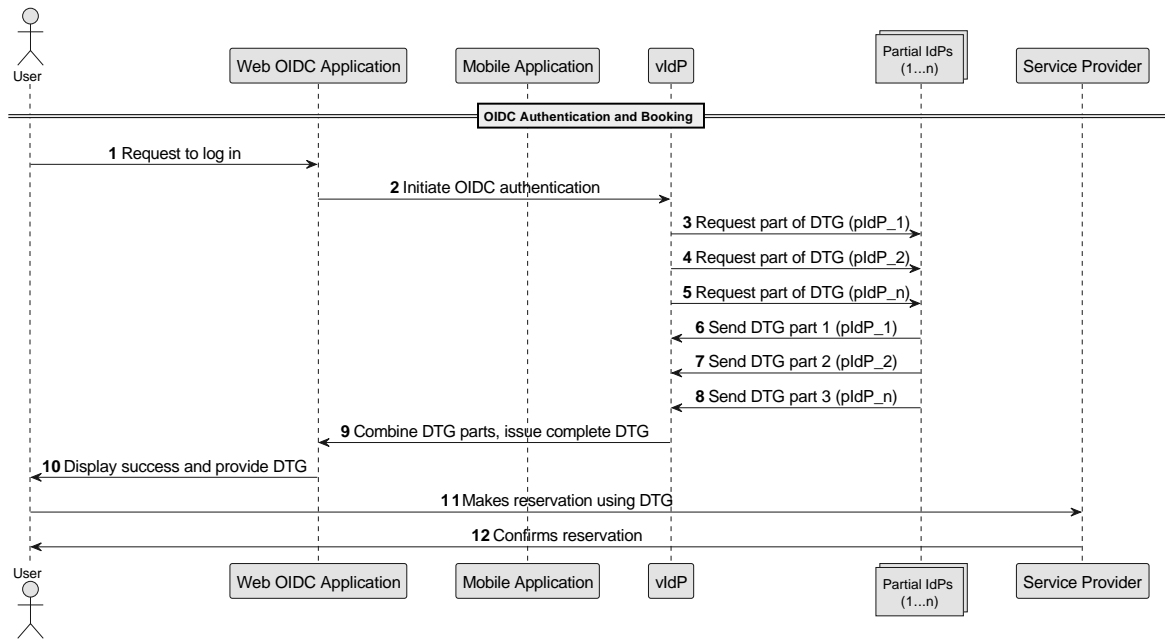 User
Web OIDC Application
Mobile Application
vIdP
Partial IdPs
(1...n)
Service Provider
OIDC Authentication and Booking
1 Request to log in
2 Initiate OIDC authentication
3 Request part of DTG (pIdP_1)
4 Request part of DTG (pIdP_2)
5 Request part of DTG (pIdP_n)
6 Send DTG part 1 (pIdP_1)
7 Send DTG part 2 (pIdP_2)
8 Send DTG part 3 (pIdP_n)
9 Combine DTG parts, issue complete DTG
10 Display success and provide DTG
11 Makes reservation using DTG
12 Confirms reservation
User
Web OIDC Application
Mobile Application
vIdP
Partial IdPs
(1...n)
Service Provider